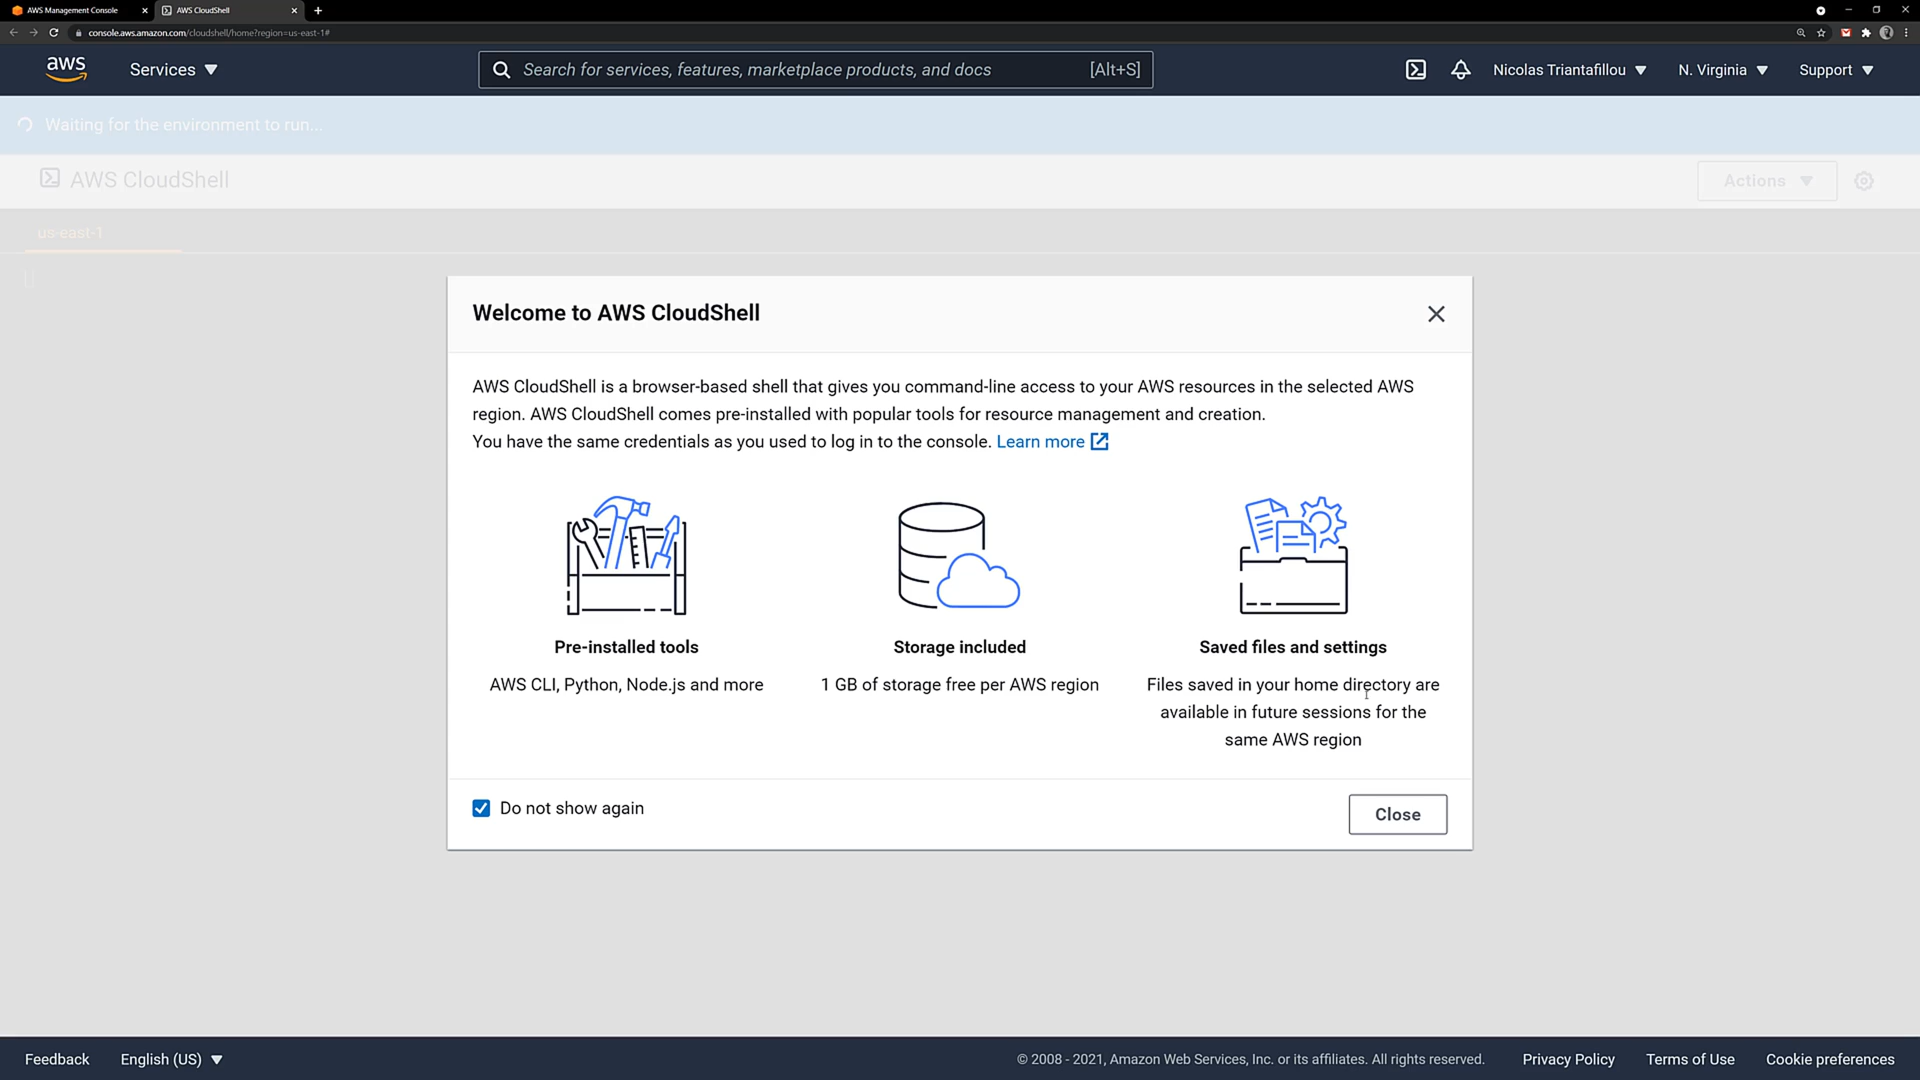 AWS Management Console
AWS CloudShell
console.aws.amazon.com/cloudshell/home?region=us-east-1#
aws
Services
Search for services, features, marketplace products, and docs
[Alt+S]
Nicolas Triantafillou
N. Virginia
Support
Waiting for the environment to run...
AWS CloudShell
Actions
us-east-1
Welcome to AWS CloudShell
AWS CloudShell is a browser-based shell that gives you command-line access to your AWS resources in the selected AWS
region. AWS CloudShell comes pre-installed with popular tools for resource management and creation.
You have the same credentials as you used to log in to the console. Learn more
Pre-installed tools
AWS CLI, Python, Node.js and more
Storage included
1 GB of storage free per AWS region
Saved files and settings
Files saved in your home directory are
available in future sessions for the
same AWS region
Do not show again
Close
Feedback
English (US)
© 2008 - 2021, Amazon Web Services, Inc. or its affiliates. All rights reserved.
Privacy Policy
Terms of Use
Cookie preferences